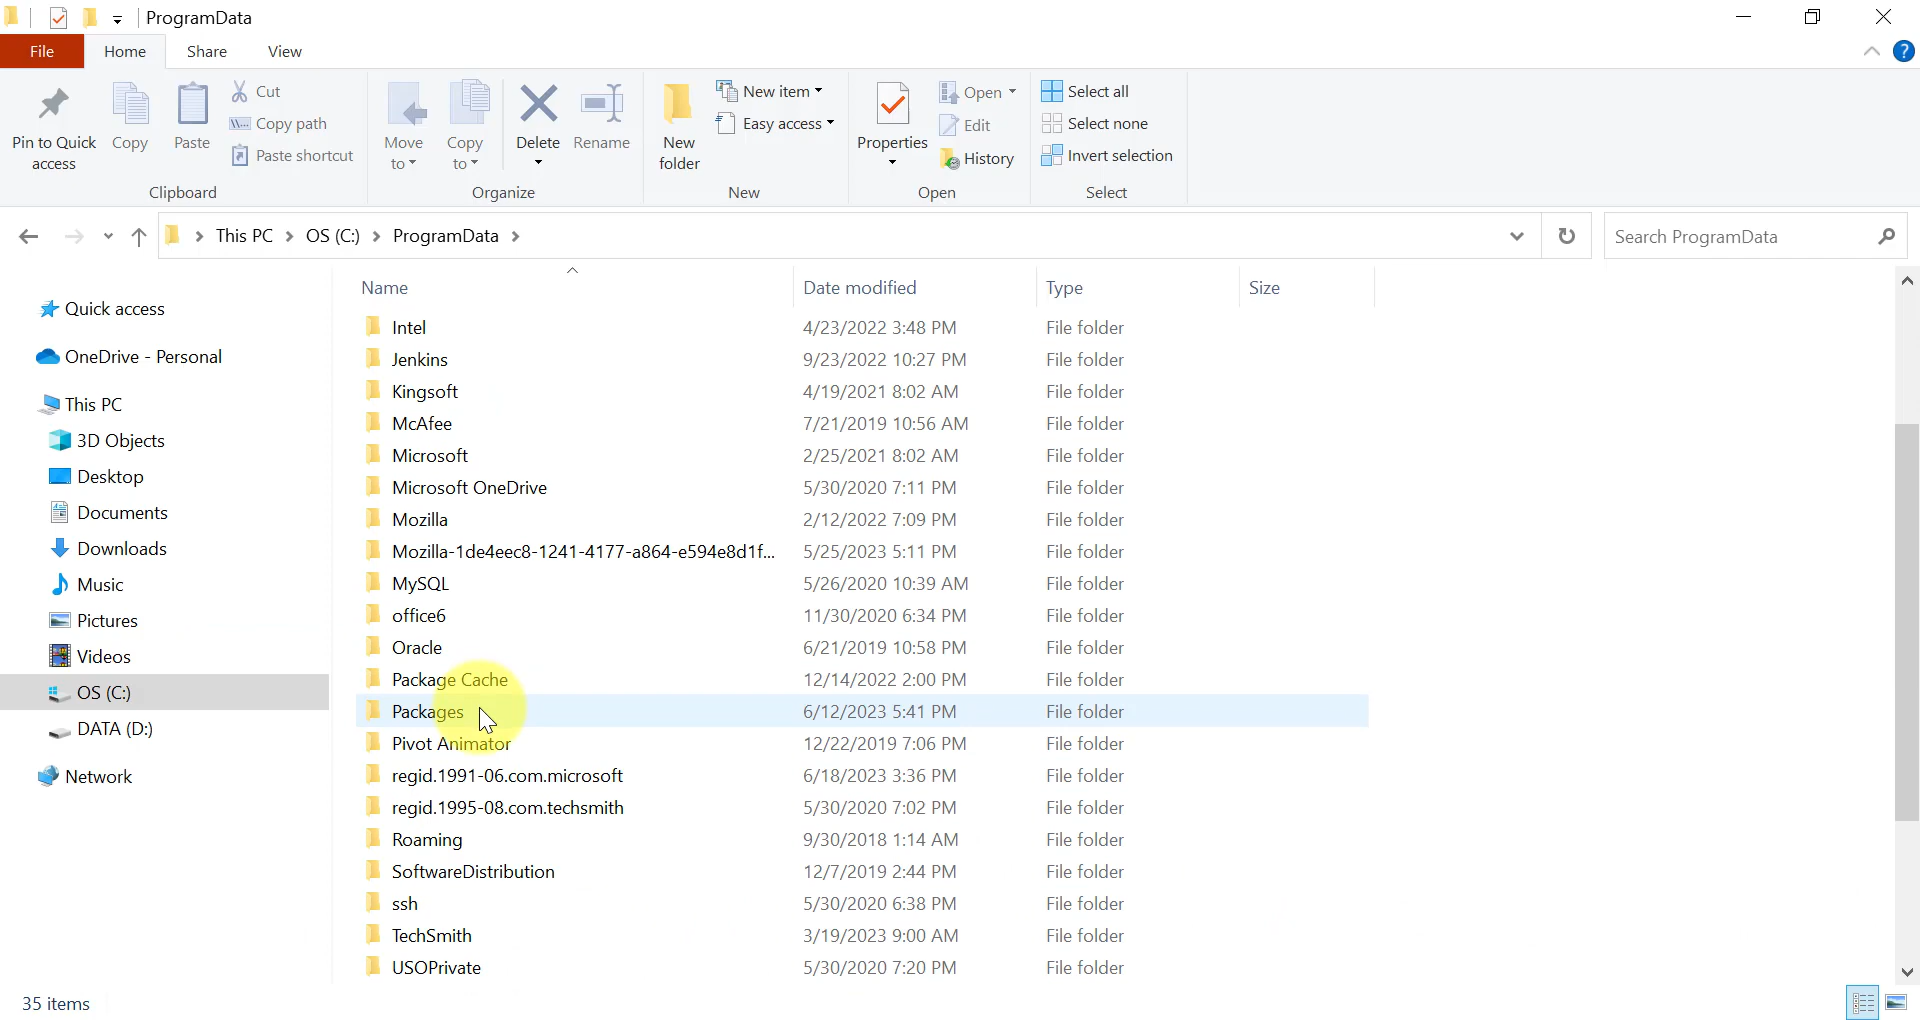 ProgramData
File Home Share View
Pin to Quick access
Copy
Paste
Cut
Copy path
Paste shortcut
Clipboard
Move to
Copy to
Delete
Rename
Organize
New folder
New item
Easy access
New
Properties
Open
Edit
History
Open
Select all
Select none
Invert selection
Select
This PC OS (C:) ProgramData
Search ProgramData
Quick access
OneDrive - Personal
This PC
3D Objects
Desktop
Documents
Downloads
Music
Pictures
Videos
OS (C:)
DATA (D:)
Network
Name Date modified Type Size
Intel 4/23/2022 3:48 PM File folder
Jenkins 9/23/2022 10:27 PM File folder
Kingsoft 4/19/2021 8:02 AM File folder
McAfee 7/21/2019 10:56 AM File folder
Microsoft 2/25/2021 8:02 AM File folder
Microsoft OneDrive 5/30/2020 7:11 PM File folder
Mozilla 2/12/2022 7:09 PM File folder
Mozilla-1de4eec8-1241-4177-a864-e594e8d1f... 5/25/2023 5:11 PM File folder
MySQL 5/26/2020 10:39 AM File folder
office6 11/30/2020 6:34 PM File folder
Oracle 6/21/2019 10:58 PM File folder
Package Cache 12/14/2022 2:00 PM File folder
Packages 6/12/2023 5:41 PM File folder
Pivot Animator 12/22/2019 7:06 PM File folder
regid.1991-06.com.microsoft 6/18/2023 3:36 PM File folder
regid.1995-08.com.techsmith 5/30/2020 7:02 PM File folder
Roaming 9/30/2018 1:14 AM File folder
SoftwareDistribution 12/7/2019 2:44 PM File folder
ssh 5/30/2020 6:38 PM File folder
TechSmith 3/19/2023 9:00 AM File folder
USOPrivate 5/30/2020 7:20 PM File folder
35 items